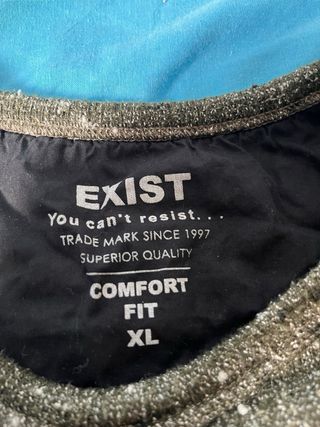 EXIST
You can't resist. . .
TRADE MARK SINCE 1997
SUPERIOR QUALITY
COMFORT
FIT
XL